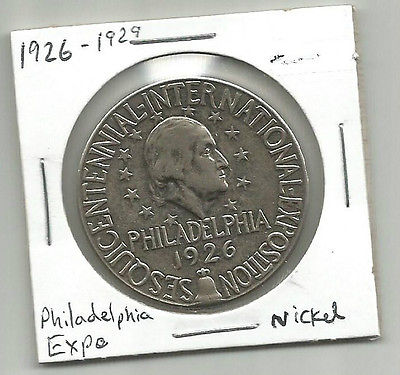 1926 - 1929
SESQUICENTENNIAL·INTERNATIONAL·EXPOSITION
PHILADELPHIA
1926
Philadelphia
Expo
Nickel